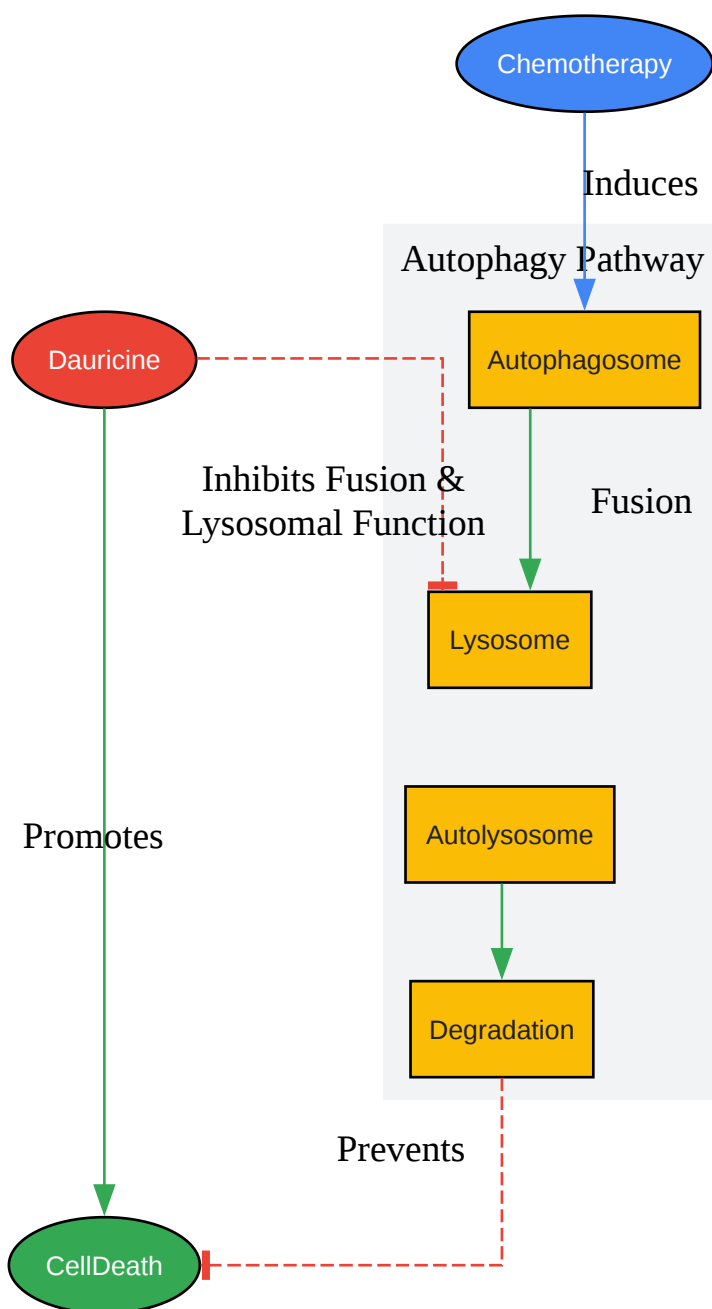 Chemotherapy
Induces
Autophagy Pathway
Dauricine
Autophagosome
Inhibits Fusion &
Lysosomal Function
Fusion
Lysosome
Promotes
Autolysosome
Degradation
Prevents
CellDeath